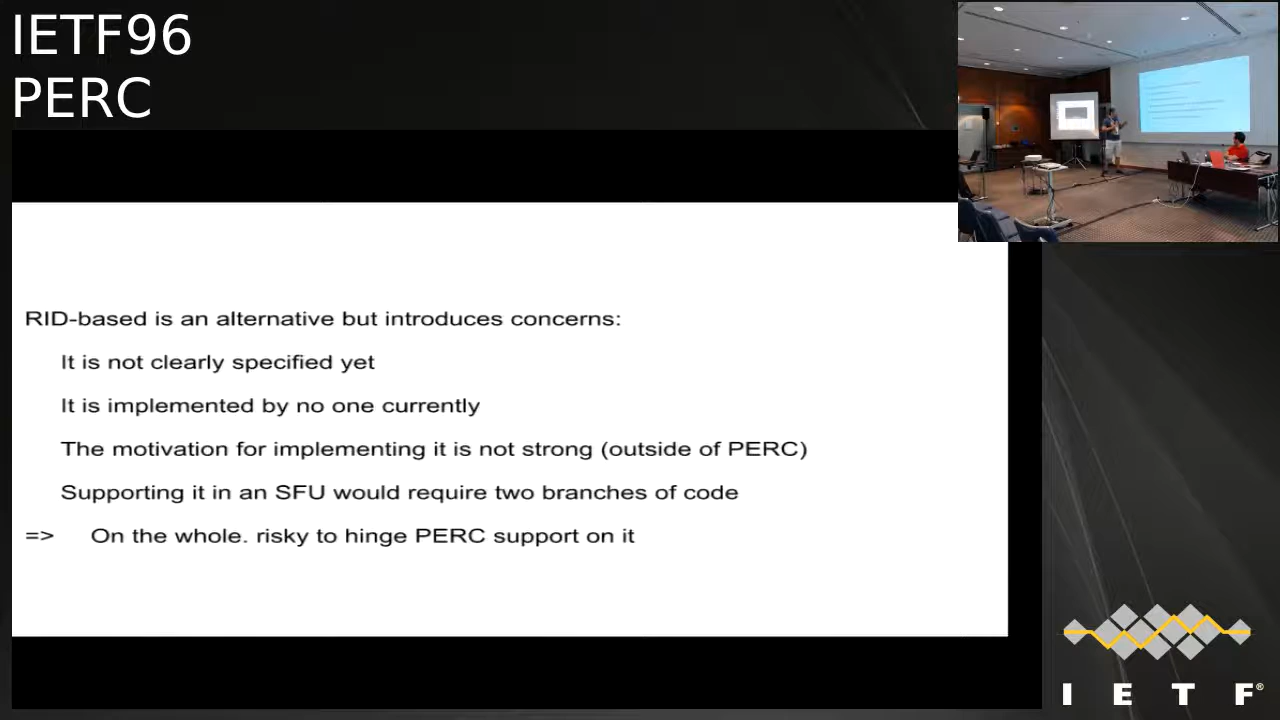 IETF96
PERC
RID-based is an alternative but introduces concerns:
It is not clearly specified yet
It is implemented by no one currently
The motivation for implementing it is not strong (outside of PERC)
Supporting it in an SFU would require two branches of code
=> On the whole. risky to hinge PERC support on it
I E T F®